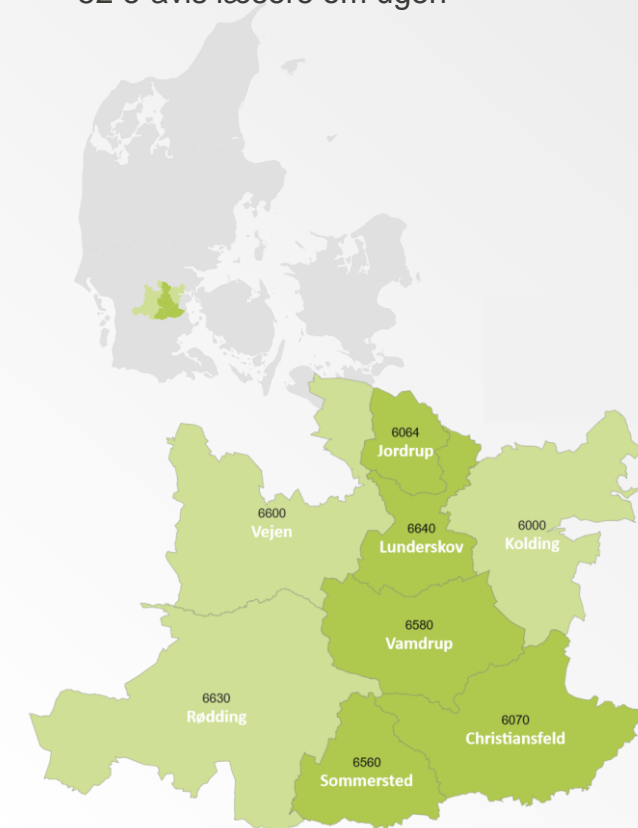 6064
Jordrup
6600
Vejen
6640
Lunderskov
6000
Kolding
6580
Vamdrup
6630
Rødding
6070
Christiansfeld
6560
Sommersted